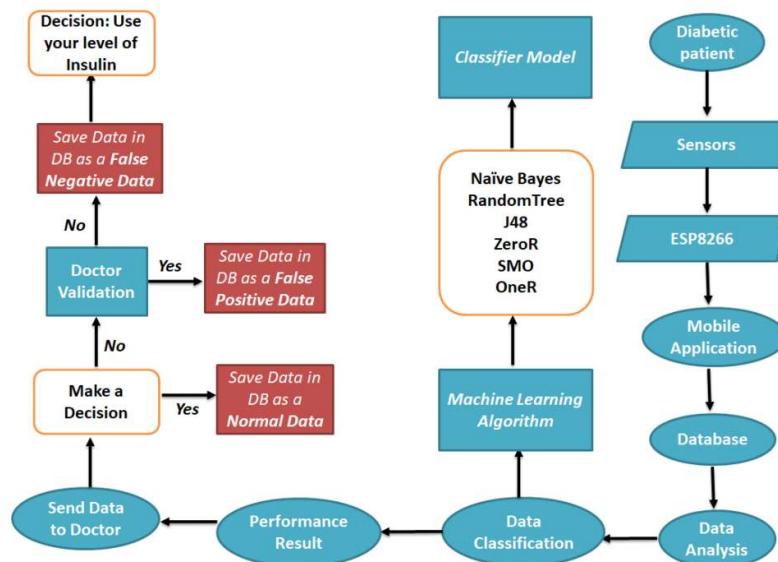 Decision: Use
your level of
Insulin
Save Data in
DB as a False
Negative Data
No
Doctor
Validation
Yes
Save Data in
DB as a False
Positive Data
No
Make a
Decision
Yes
Save Data in
DB as a
Normal Data
Send Data
to Doctor
Performance
Result
Classifier Model
Naïve Bayes
RandomTree
J48
ZeroR
SMO
OneR
Machine Learning
Algorithm
Data
Classification
Diabetic
patient
Sensors
ESP8266
Mobile
Application
Database
Data
Analysis